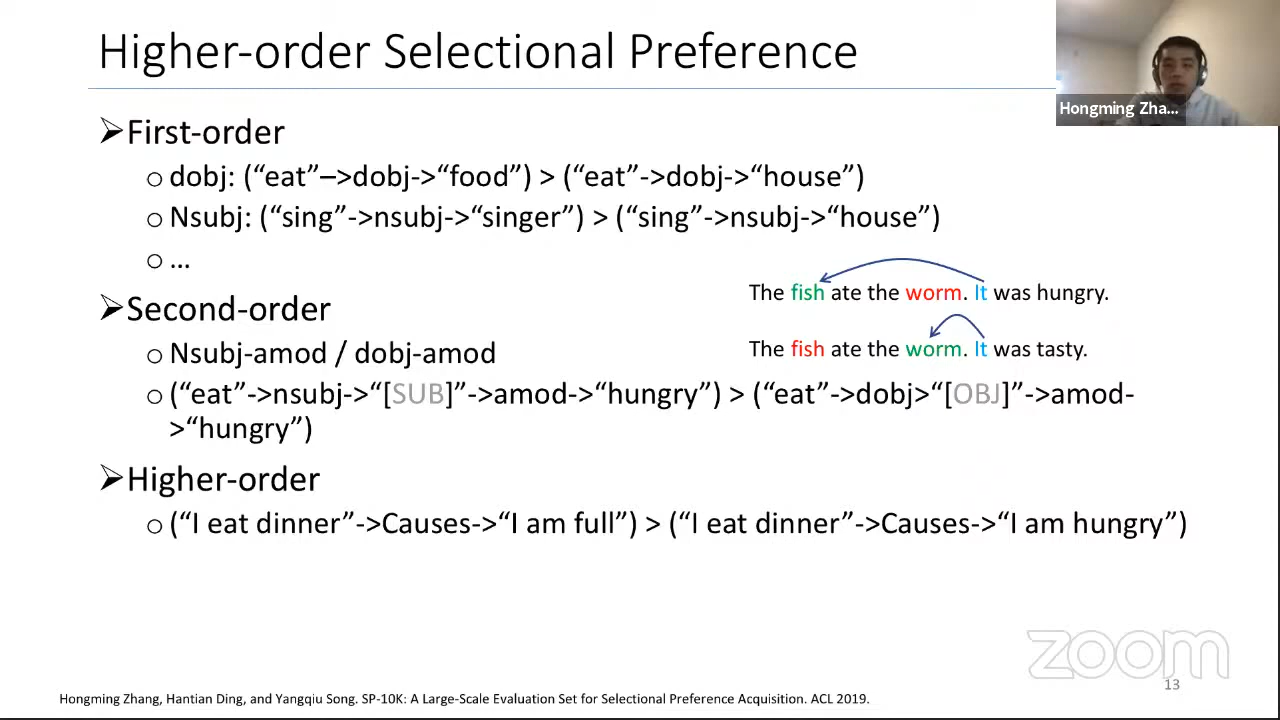 Higher-order Selectional Preference
Hongming Zha...
➢First-order
○ dobj: (“eat”–>dobj->“food”) > (“eat”->dobj->“house”)
○ Nsubj: (“sing”->nsubj->“singer”) > (“sing”->nsubj->“house”)
○ …
The fish ate the worm. It was hungry.
➢Second-order
The fish ate the worm. It was tasty.
○ Nsubj-amod / dobj-amod
○ (“eat”->nsubj->“[SUB]”->amod->“hungry”) > (“eat”->dobj>“[OBJ]”->amod-
>“hungry”)
➢Higher-order
○ (“I eat dinner”->Causes->“I am full”) > (“I eat dinner”->Causes->“I am hungry”)
zoom
13
Hongming Zhang, Hantian Ding, and Yangqiu Song. SP-10K: A Large-Scale Evaluation Set for Selectional Preference Acquisition. ACL 2019.